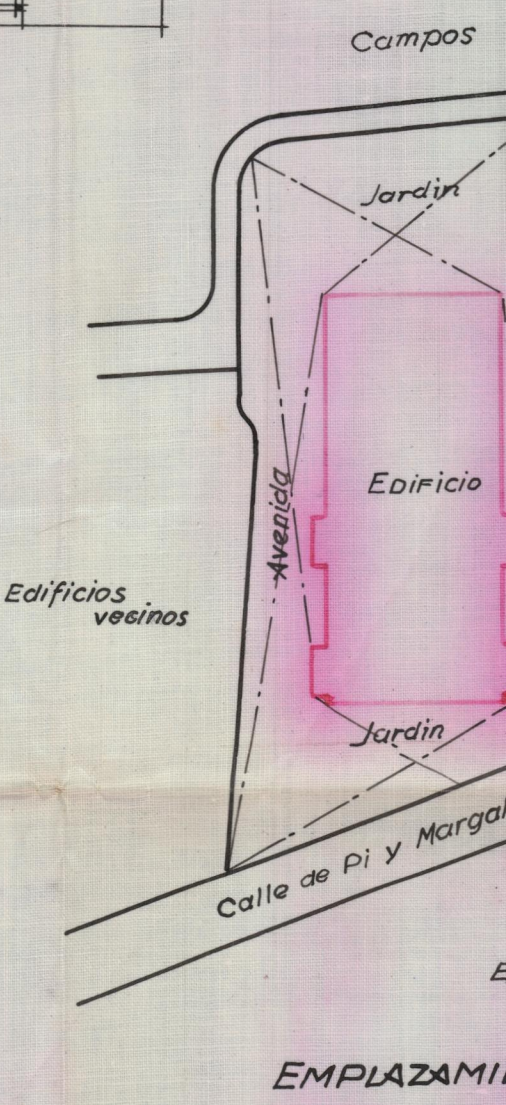 Campos
Jardin
Edificio
Avenida
Edificios
vecinos
Jardin
Calle de Pi y Margal
E
EMPLAZAMI